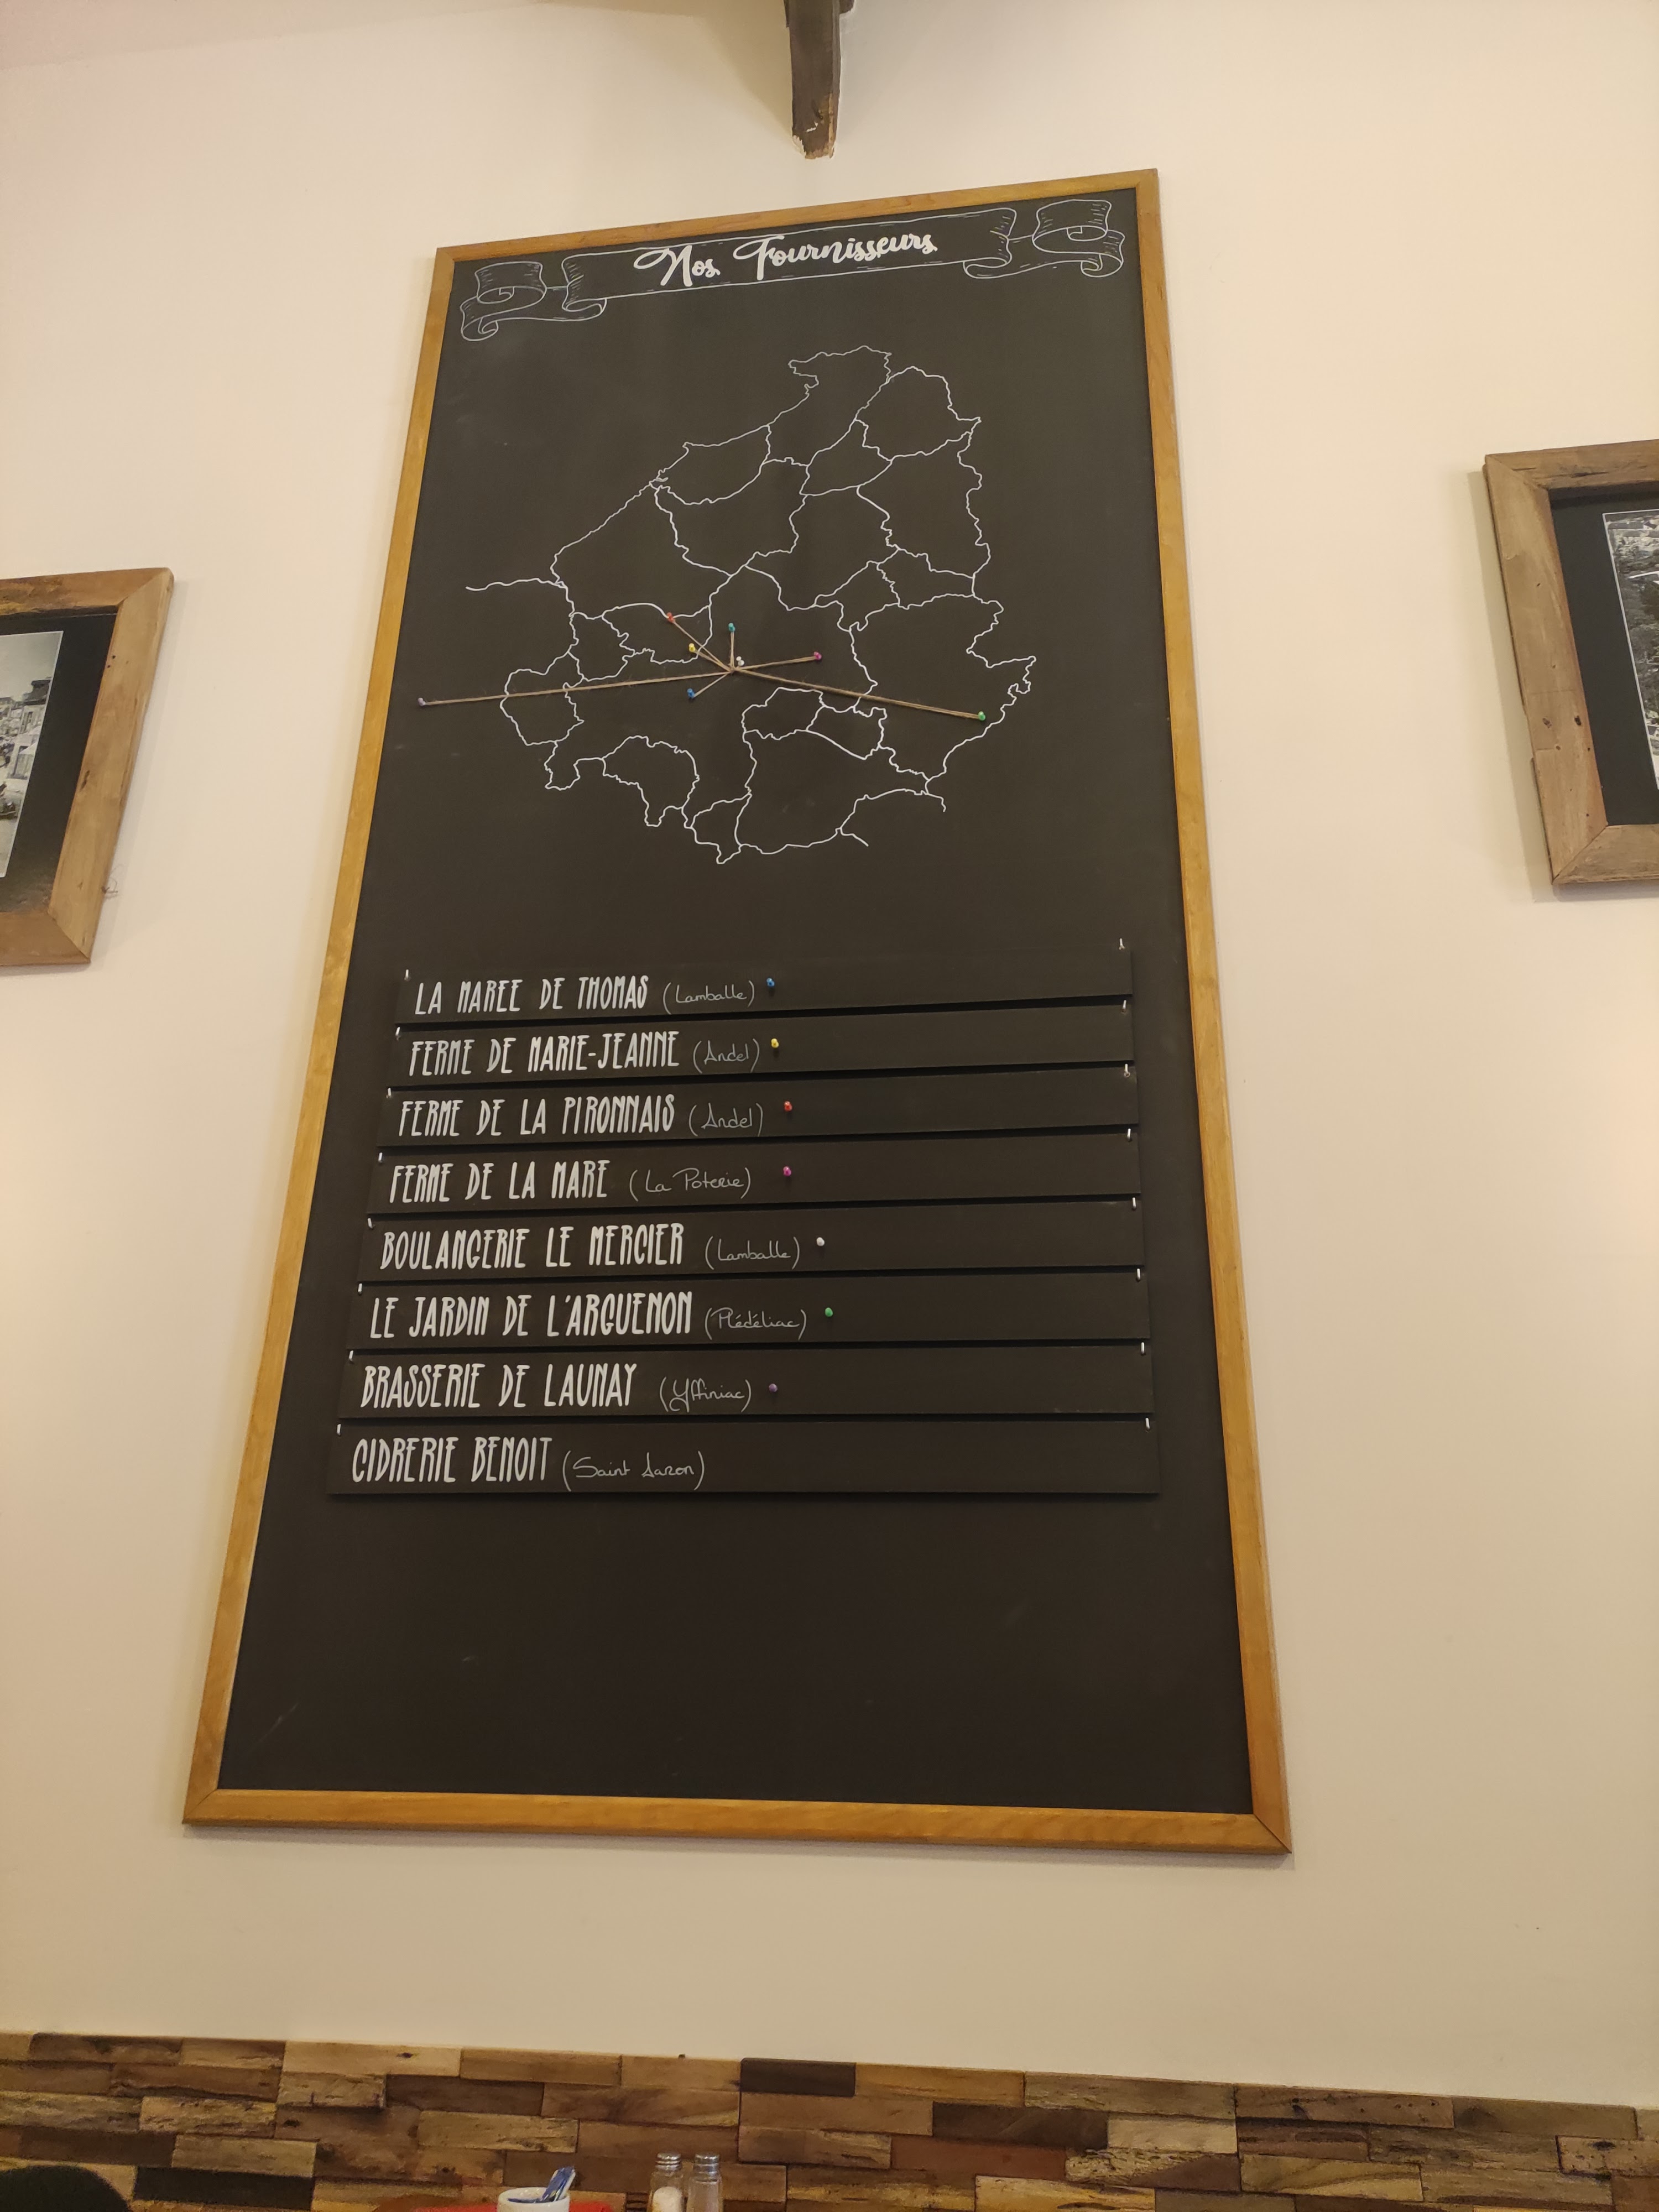 Nos Fournisseurs
LA MAREE DE THOMAS (Lamballe)
FERME DE MARIE-JEANNE (Andel)
FERME DE LA PIRONNAIS (Andel)
FERME DE LA MARE (La Poterie)
BOULANGERIE LE MERCIER (Lamballe)
LE JARDIN DE L'ARGUENON (Plédéliac)
BRASSERIE DE LAUNAY (Yffiniac)
CIDRERIE BENOIT (Saint Aaron)